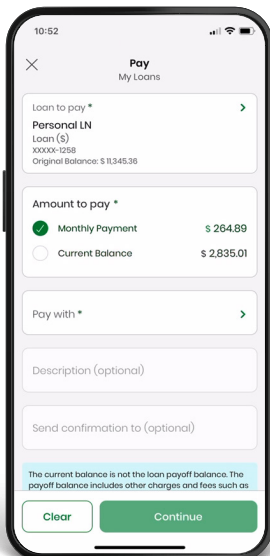 10:52
Pay
My Loans
Loan to pay *
Personal LN
Loan ($)
XXXXX-1258
Original Balance: $ 11,345.36
Amount to pay *
Monthly Payment $ 264.89
Current Balance $ 2,835.01
Pay with *
Description (optional)
Send confirmation to (optional)
The current balance is not the loan payoff balance. The
payoff balance includes other charges and fees such as
Clear Continue